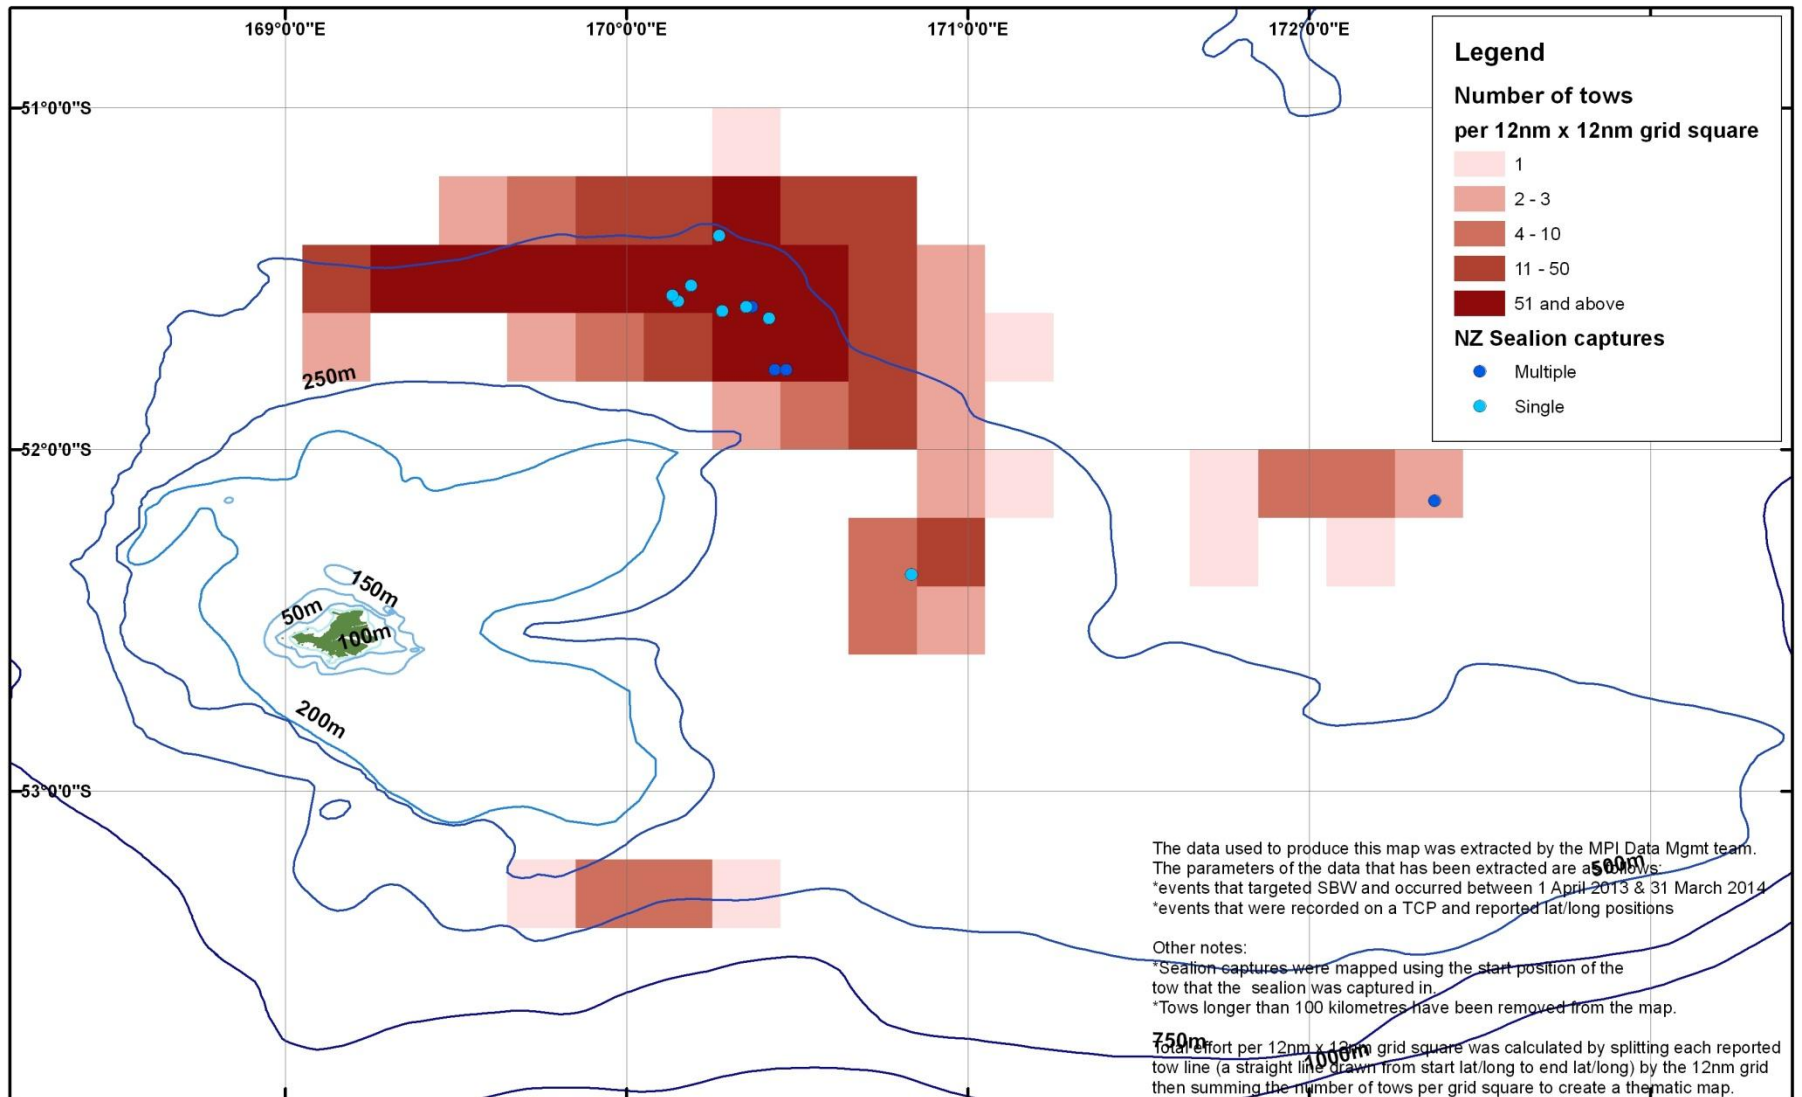 169°0'0"E
170°0'0"E
171°0'0"E
172°0'0"E
51°0'0"S
52°0'0"S
53°0'0"S
Legend
Number of tows
per 12nm x 12nm grid square
1
2 - 3
4 - 10
11 - 50
51 and above
NZ Sealion captures
Multiple
Single
250m
150m
50m
100m
200m
The data used to produce this map was extracted by the MPI Data Mgmt team.
The parameters of the data that has been extracted are as follows:
500m
*events that targeted SBW and occurred between 1 April 2013 & 31 March 2014
*events that were recorded on a TCP and reported lat/long positions
Other notes:
*Sealion captures were mapped using the start position of the
tow that the sealion was captured in.
*Tows longer than 100 kilometres have been removed from the map.
750m
Total effort per 12nm x 12nm grid square was calculated by splitting each reported
1000m
tow line (a straight line drawn from start lat/long to end lat/long) by the 12nm grid
then summing the number of tows per grid square to create a thematic map.